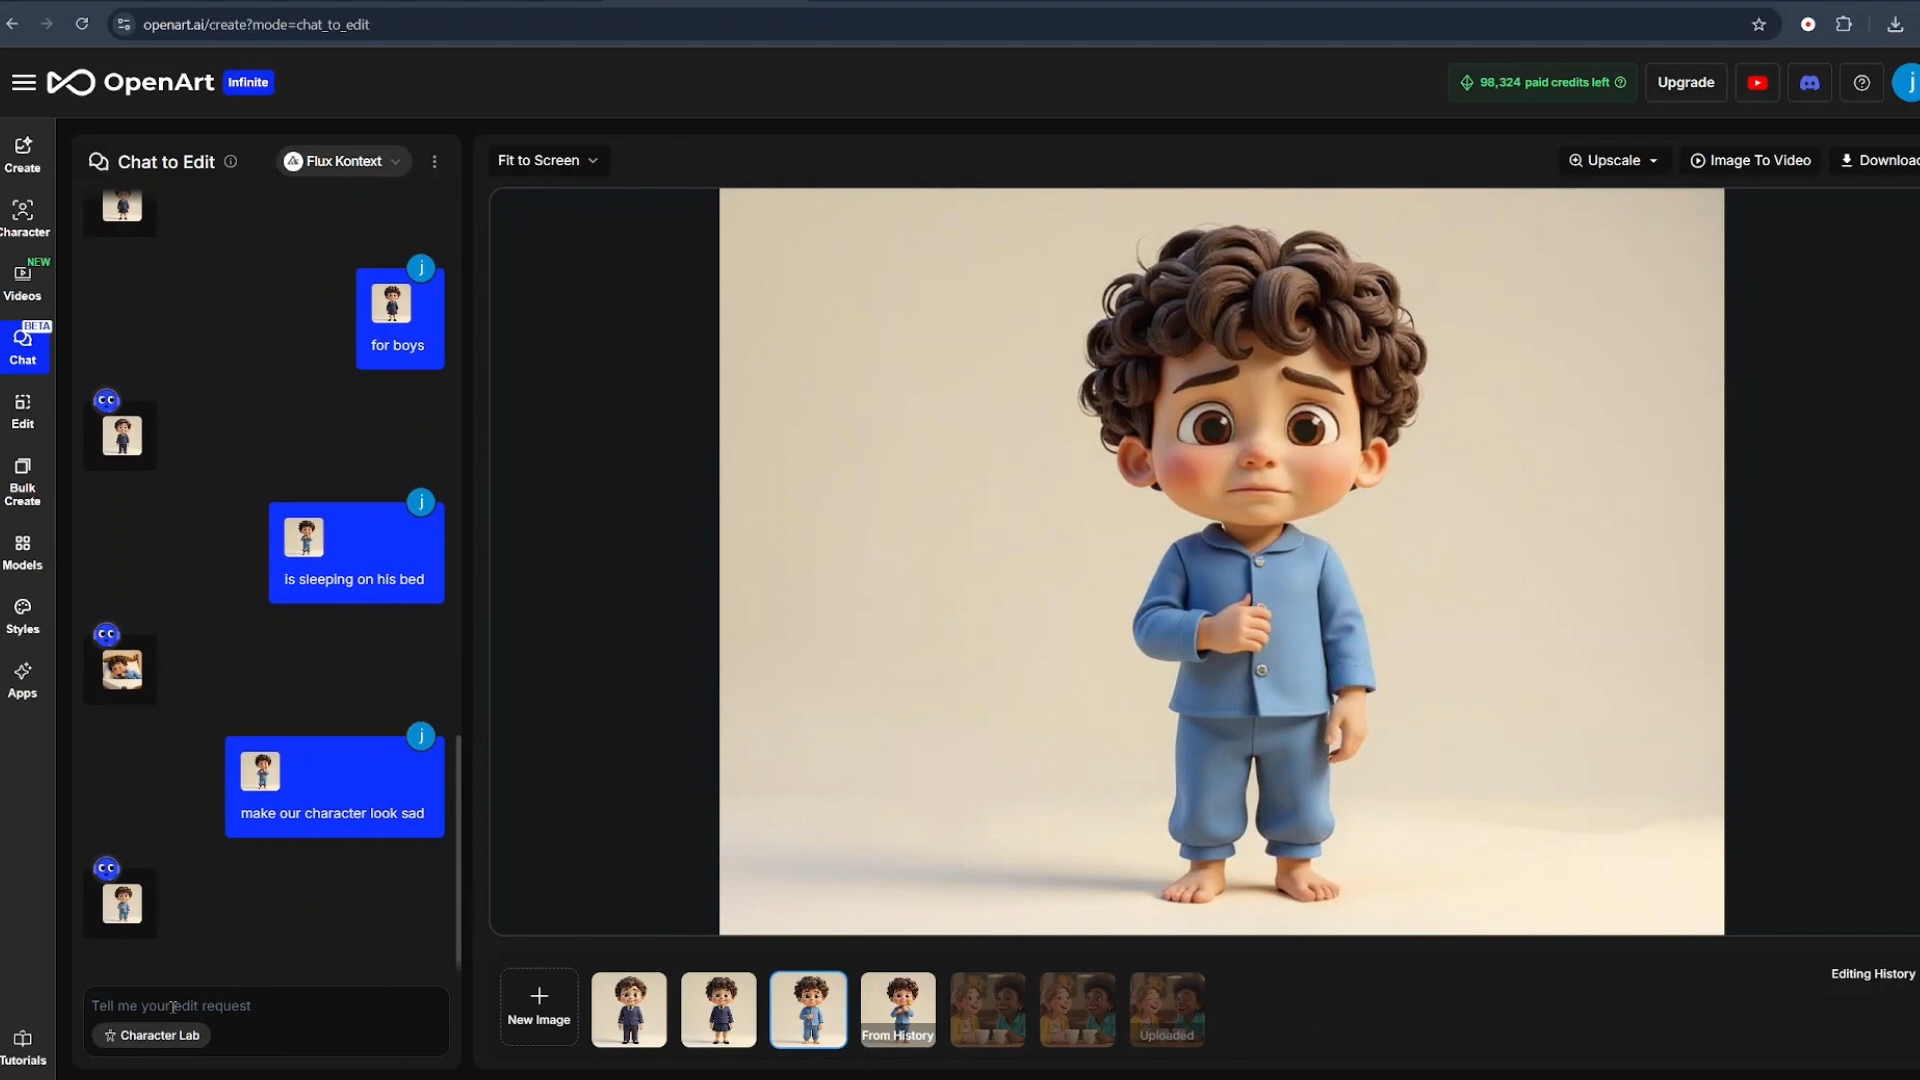 openart.ai/create?mode=chat_to_edit
OpenArt
Infinite
98,324 paid credits left
Upgrade
j
Create
Character
NEW
Videos
BETA
Chat
Edit
Bulk
Create
Models
Styles
Apps
Tutorials
Chat to Edit
Flux Kontext
j
for boys
j
is sleeping on his bed
j
make our character look sad
Tell me your edit request
Character Lab
Fit to Screen
Upscale
Image To Video
Download
New Image
From History
Uploaded
Editing History